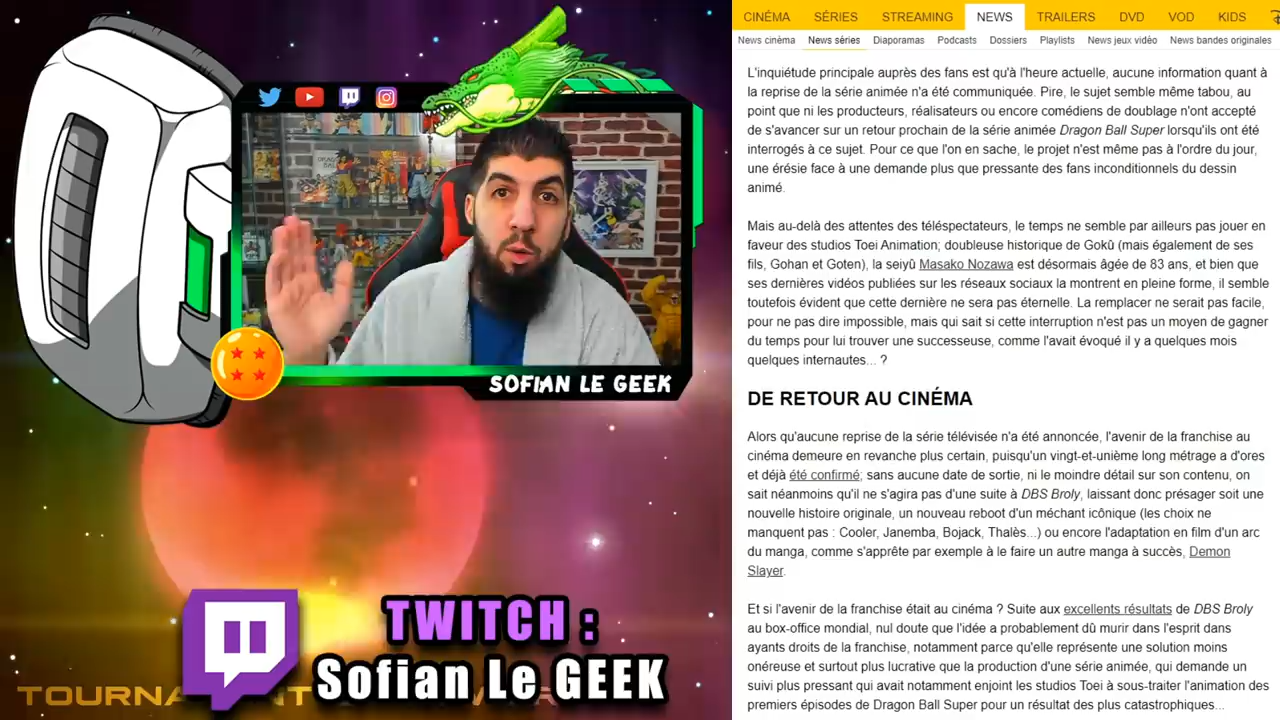 SOFIAN LE GEEK
TWITCH :
Sofian Le GEEK
CINÉMA SÉRIES STREAMING NEWS TRAILERS DVD VOD KIDS
News cinéma News séries Diaporamas Podcasts Dossiers Playlists News jeux vidéo News bandes originales
L'inquiétude principale auprès des fans est qu'à l'heure actuelle, aucune information quant à
la reprise de la série animée n'a été communiquée. Pire, le sujet semble même tabou, au
point que ni les producteurs, réalisateurs ou encore comédiens de doublage n'ont accepté
de s'avancer sur un retour prochain de la série animée Dragon Ball Super lorsqu'ils ont été
interrogés à ce sujet. Pour ce que l'on en sache, le projet n'est même pas à l'ordre du jour,
une érésie face à une demande plus que pressante des fans inconditionnels du dessin
animé.
Mais au-delà des attentes des téléspectateurs, le temps ne semble par ailleurs pas jouer en
faveur des studios Toei Animation; doubleuse historique de Gokû (mais également de ses
fils, Gohan et Goten), la seiyû Masako Nozawa est désormais âgée de 83 ans, et bien que
ses dernières vidéos publiées sur les réseaux sociaux la montrent en pleine forme, il semble
toutefois évident que cette dernière ne sera pas éternelle. La remplacer ne serait pas facile,
pour ne pas dire impossible, mais qui sait si cette interruption n'est pas un moyen de gagner
du temps pour lui trouver une successeuse, comme l'avait évoqué il y a quelques mois
quelques internautes... ?
DE RETOUR AU CINÉMA
Alors qu'aucune reprise de la série télévisée n'a été annoncée, l'avenir de la franchise au
cinéma demeure en revanche plus certain, puisqu'un vingt-et-unième long métrage a d'ores
et déjà été confirmé; sans aucune date de sortie, ni le moindre détail sur son contenu, on
sait néanmoins qu'il ne s'agira pas d'une suite à DBS Broly, laissant donc présager soit une
nouvelle histoire originale, un nouveau reboot d'un méchant icônique (les choix ne
manquent pas : Cooler, Janemba, Bojack, Thalès...) ou encore l'adaptation en film d'un arc
du manga, comme s'apprête par exemple à le faire un autre manga à succès, Demon
Slayer.
Et si l'avenir de la franchise était au cinéma ? Suite aux excellents résultats de DBS Broly
au box-office mondial, nul doute que l'idée a probablement dû murir dans l'esprit dans
ayants droits de la franchise, notamment parce qu'elle représente une solution moins
onéreuse et surtout plus lucrative que la production d'une série animée, qui demande un
suivi plus pressant qui avait notamment enjoint les studios Toei à sous-traiter l'animation des
premiers épisodes de Dragon Ball Super pour un résultat des plus catastrophiques...